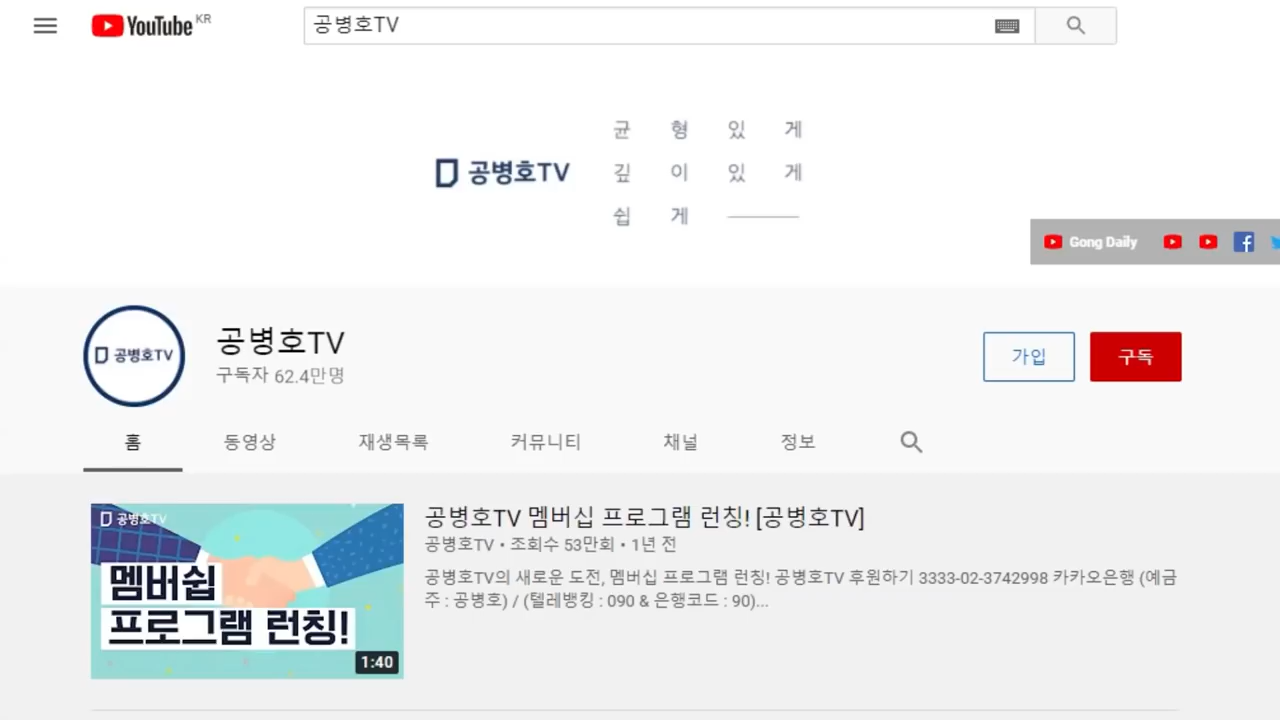 YouTube KR
공병호TV
균 형 있 게
공병호TV
깊 이 있 게
쉽 게
Gong Daily
공병호TV
공병호TV
구독자 62.4만명
가입
구독
홈
동영상
재생목록
커뮤니티
채널
정보
공병호TV
멤버쉽
프로그램 런칭!
1:40
공병호TV 멤버십 프로그램 런칭! [공병호TV]
공병호TV • 조회수 53만회 • 1년 전
공병호TV의 새로운 도전, 멤버십 프로그램 런칭! 공병호TV 후원하기 3333-02-3742998 카카오은행 (예금
주 : 공병호) / (텔레뱅킹 : 090 & 은행코드 : 90)...